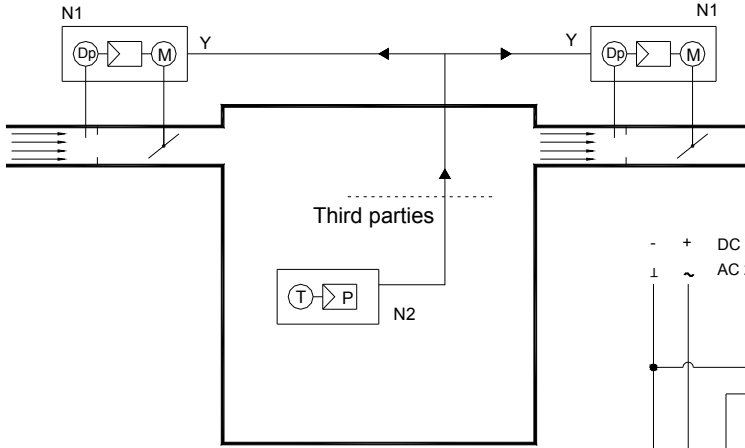 N1
N1
Y
Y
Dp
M
Dp
M
Third parties
- + DC
⊥ ~ AC
T
P
N2